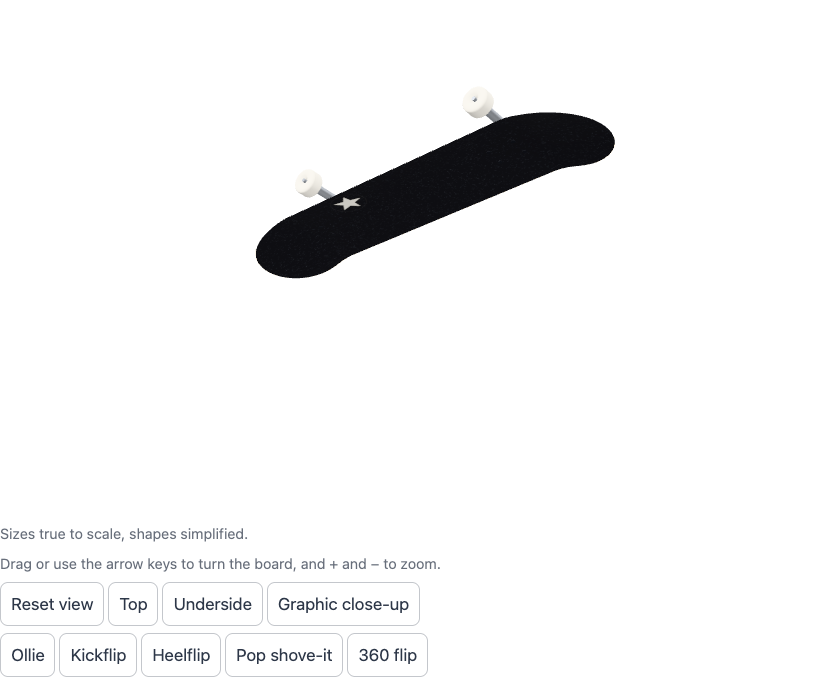 Sizes true to scale, shapes simplified.
Drag or use the arrow keys to turn the board, and + and – to zoom.
Reset view
Top
Underside
Graphic close-up
Ollie
Kickflip
Heelflip
Pop shove-it
360 flip